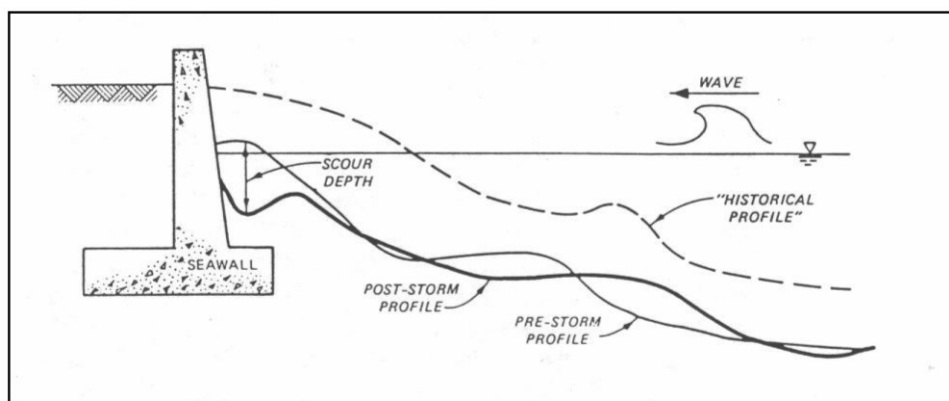 WAVE
SCOUR
DEPTH
"HISTORICAL
PROFILE"
SEAWALL
POST-STORM
PROFILE
PRE-STORM
PROFILE